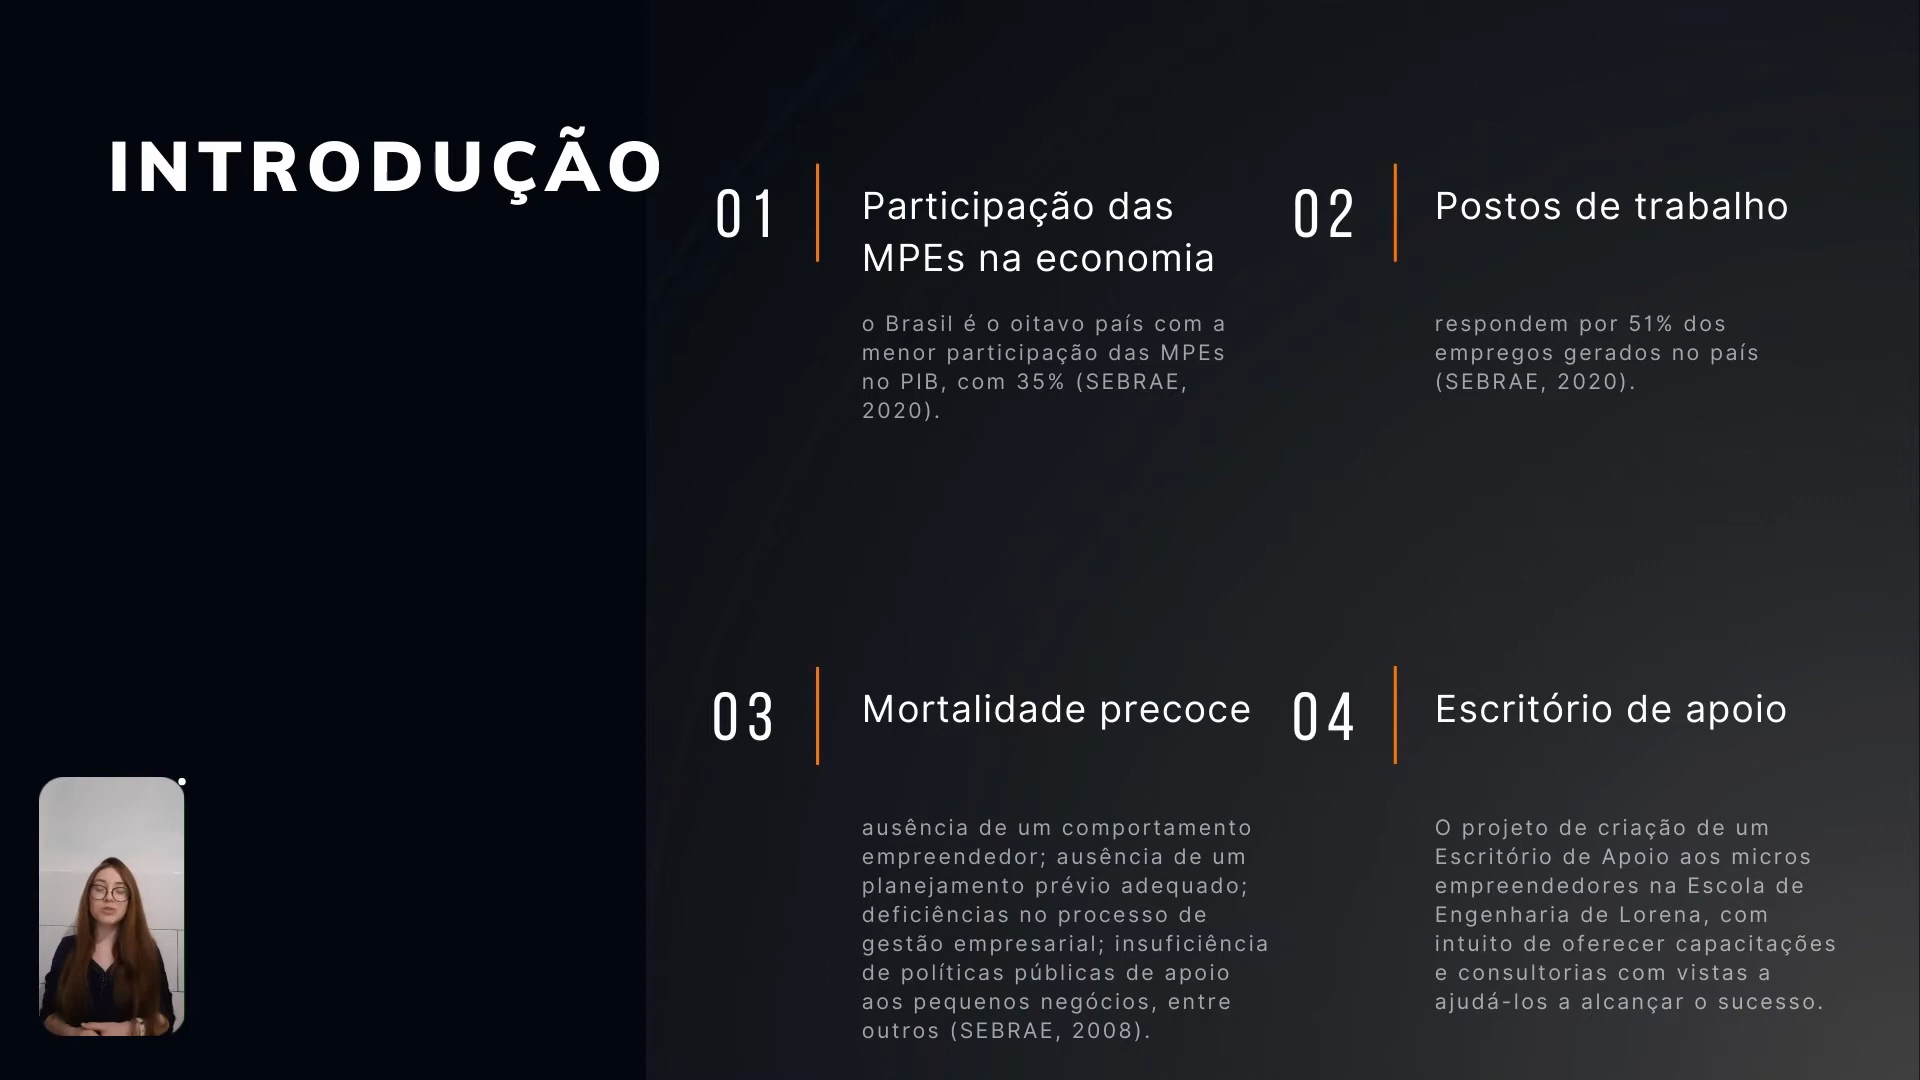 INTRODUÇÃO
01
Participação das
MPEs na economia
o Brasil é o oitavo país com a
menor participação das MPEs
no PIB, com 35% (SEBRAE,
2020).
02
Postos de trabalho
respondem por 51% dos
empregos gerados no país
(SEBRAE, 2020).
03
Mortalidade precoce
ausência de um comportamento
empreendedor; ausência de um
planejamento prévio adequado;
deficiências no processo de
gestão empresarial; insuficiência
de políticas públicas de apoio
aos pequenos negócios, entre
outros (SEBRAE, 2008).
04
Escritório de apoio
O projeto de criação de um
Escritório de Apoio aos micros
empreendedores na Escola de
Engenharia de Lorena, com
intuito de oferecer capacitações
e consultorias com vistas a
ajudá-los a alcançar o sucesso.